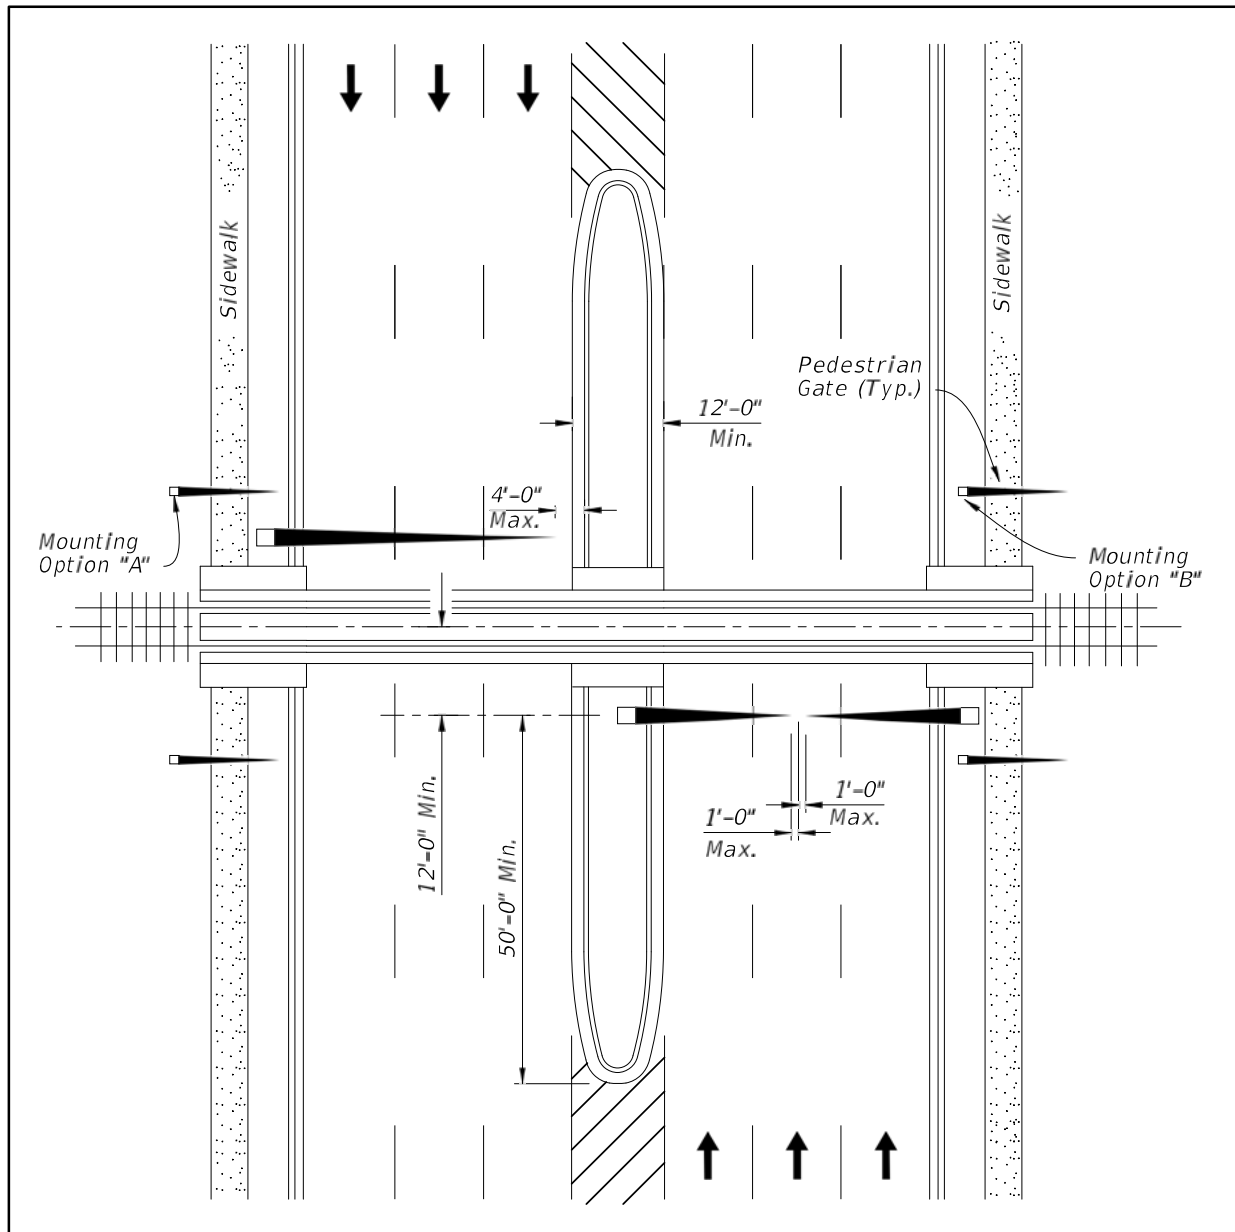 Sidewalk
Sidewalk
Pedestrian
Gate (Typ.)
12'-0"
Min.
4'-0"
Max.
Mounting
Option "A"
Mounting
Option "B"
12'-0" Min.
50'-0" Min.
1'-0"
Max.
1'-0"
Max.